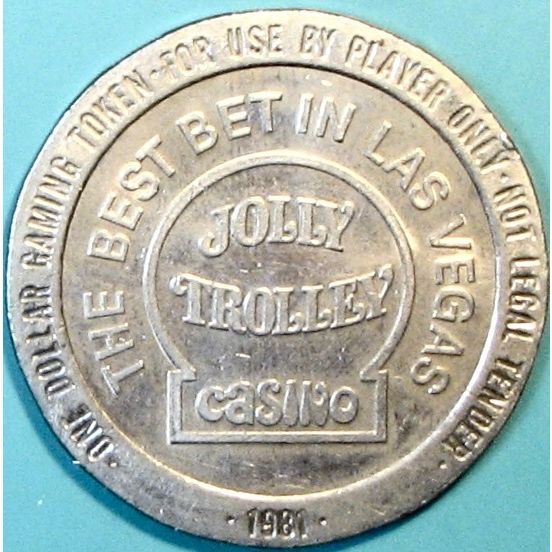 · ONE DOLLAR GAMING TOKEN · FOR USE BY PLAYER ONLY · NOT LEGAL TENDER ·
THE BEST BET IN LAS VEGAS
JOLLY
TROLLEY
casino
· 1981 ·